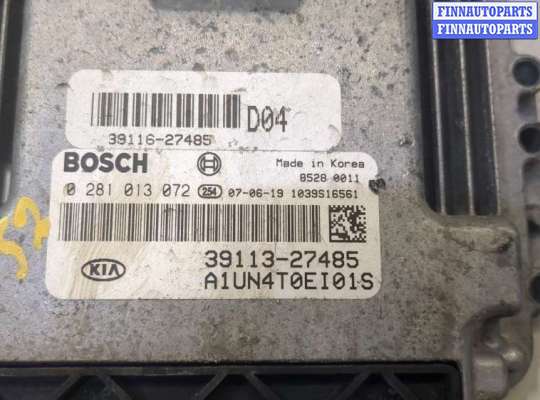 FINNAUTOPARTS
FINNAUTOPARTS
D04
39116-27485
BOSCH
Made in Korea
8528 0011
0 281 013 072 254 07-06-19 1039S16561
39113-27485
KIA
A1UN4T0EI01S
57